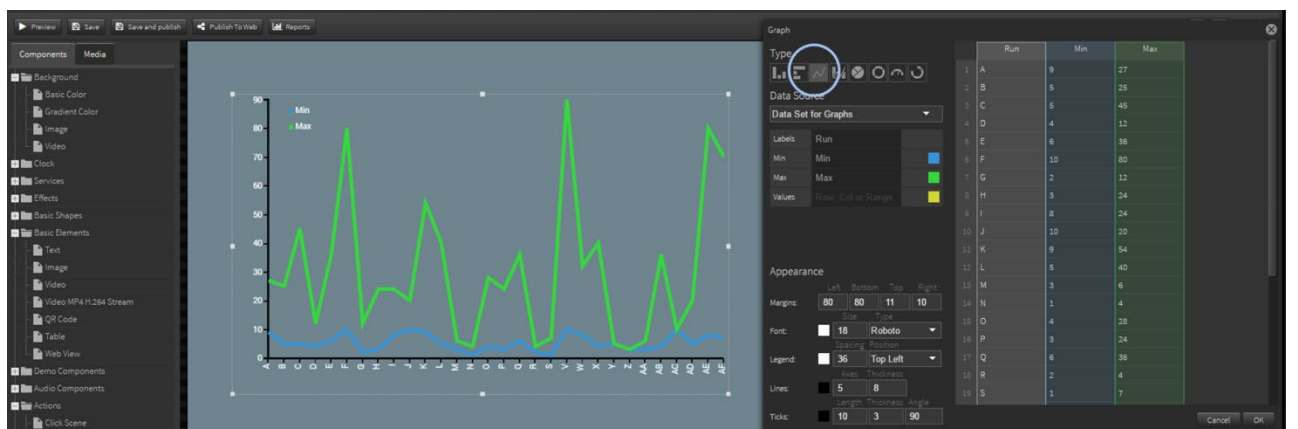 Preview Save Save and publish Publish To Web Reports
Components Media
Background
Basic Color
Gradient Color
Image
Video
Clock
Services
Effects
Basic Shapes
Basic Elements
Text
Image
Video
Video MP4 H.264 Stream
QR Code
Table
Web View
Demo Components
Audio Components
Actions
Click Scene
90
80
70
60
50
40
30
20
10
0
Min
Max
A B C D E F G H I J K L M N O P Q R S V W X Y Z AA AB AC AD AE AF
Graph
Type
Data Source
Data Set for Graphs
Labels Run
Min Min
Max Max
Values Row, Col or Range
Appearance
Left Bottom Top Right
Margins: 80 80 11 10
Size Type
Font: 18 Roboto
Spacing Position
Legend: 36 Top Left
Axes Thickness
Lines: 5 8
Length Thickness Angle
Ticks: 10 3 90
Run Min Max
1 A 9 27
2 B 5 25
3 C 5 45
4 D 4 12
5 E 6 36
6 F 10 80
7 G 2 12
8 H 3 24
9 I 8 24
10 J 10 20
11 K 9 54
12 L 5 40
13 M 3 6
14 N 1 4
15 O 4 28
16 P 3 24
17 Q 6 36
18 R 2 4
19 S 1 7
Cancel OK